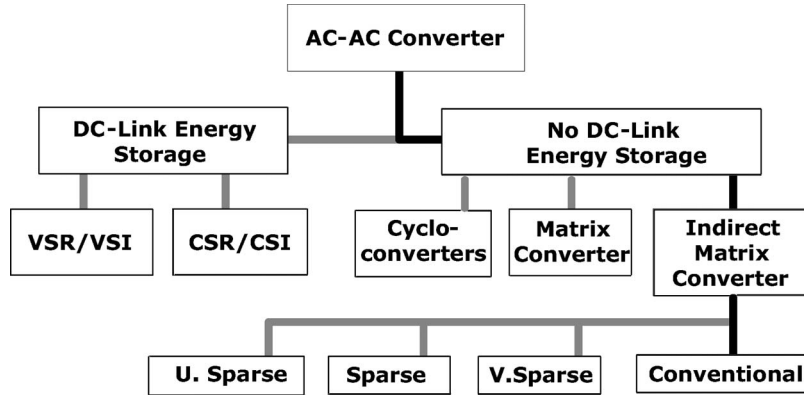 AC-AC Converter
DC-Link Energy
Storage
No DC-Link
Energy Storage
VSR/VSI
CSR/CSI
Cyclo-
converters
Matrix
Converter
Indirect
Matrix
Converter
U. Sparse
Sparse
V.Sparse
Conventional